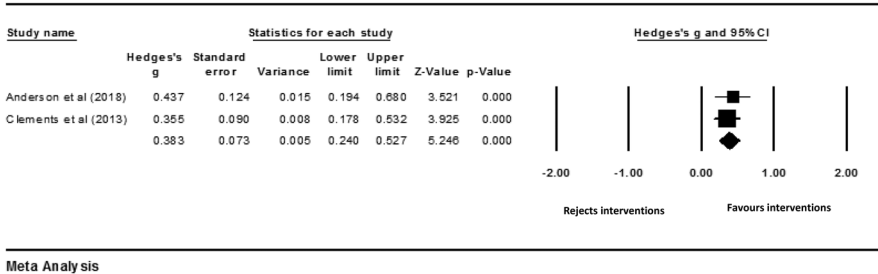 Study name Statistics for each study Hedges's g and 95% CI
Hedges's Standard Lower Upper
g error Variance limit limit Z-Value p-Value
Anderson et al (2018) 0.437 0.124 0.015 0.194 0.680 3.521 0.000
Clements et al (2013) 0.355 0.090 0.008 0.178 0.532 3.925 0.000
0.383 0.073 0.005 0.240 0.527 5.246 0.000
-2.00 -1.00 0.00 1.00 2.00
Rejects interventions Favours interventions
Meta Analysis